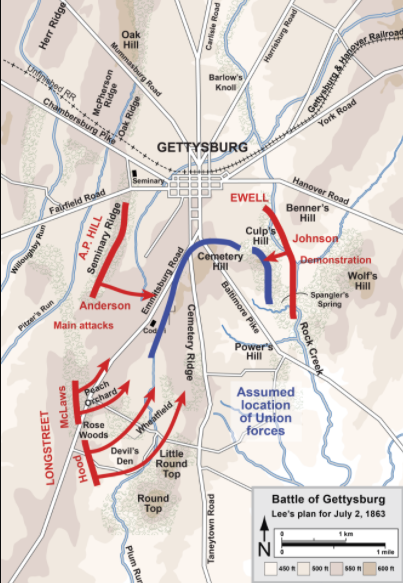 Herr Ridge
Oak
Hill
Mummasburg Road
Carlisle Road
Harrisburg Road
Unfinished RR
McPherson
Ridge
Oak Ridge
Barlow's
Knoll
Gettysburg & Hanover Railroad
York Road
Chambersburg Pike
GETTYSBURG
Seminary
Hanover Road
Fairfield Road
EWELL
Benner's
Hill
Willoughby Run
A.P. HILL
Seminary Ridge
Culp's
Hill
Johnson
Emmitsburg Road
Cemetery
Hill
Demonstration
Wolf's
Hill
Pitzer's Run
Anderson
Baltimore Pike
Spangler's
Spring
Main attacks
Cemetery Ridge
Rock Creek
Power's
Hill
LONGSTREET
McLaws
Peach
Orchard
Assumed
location
of Union
forces
Rose
Woods
Wheatfield
Hood
Devil's
Den
Little
Round
Top
Round
Top
Taneytown Road
Plum Run
Battle of Gettysburg
Lee's plan for July 2, 1863
N
0 1 km
0 1 mile
450 ft 500 ft 550 ft 600 ft